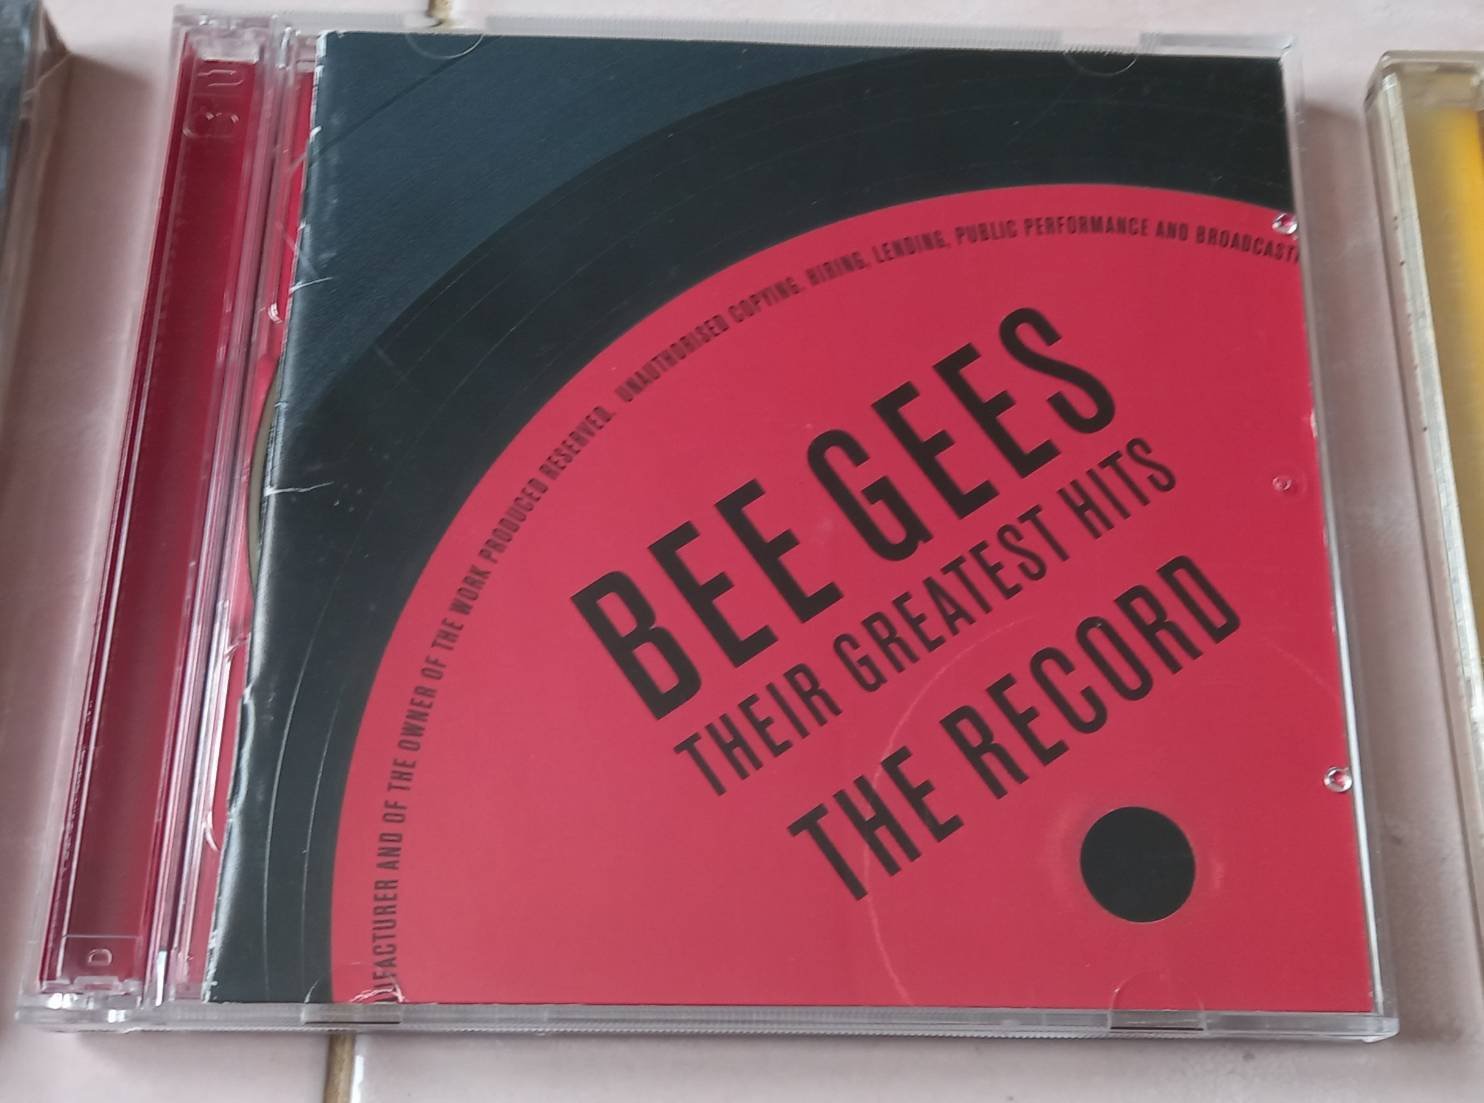 UFACTURER AND OF THE OWNER OF THE WORK PRODUCED RESERVED. UNAUTHORISED COPYING, HIRING, LENDING, PUBLIC PERFORMANCE AND BROADCASTI
BEE GEES
THEIR GREATEST HITS
THE RECORD